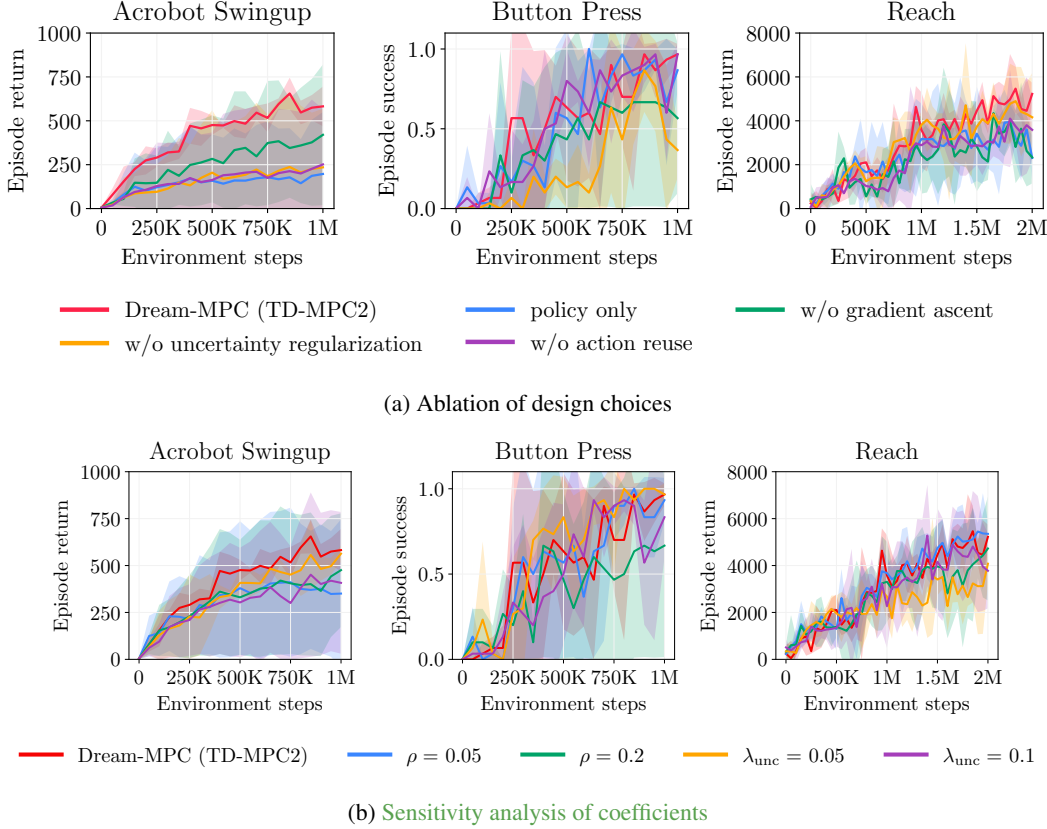 Acrobot Swingup
Button Press
Reach
Episode return
1000
750
500
250
0
250K 500K 750K 1M
Environment steps
Episode success
1.0
0.5
0.0
0 250K 500K 750K 1M
Environment steps
Episode return
8000
6000
4000
2000
0
0 500K 1M 1.5M 2M
Environment steps
Dream-MPC (TD-MPC2)
policy only
w/o gradient ascent
w/o uncertainty regularization
w/o action reuse
(a) Ablation of design choices
Acrobot Swingup
Button Press
Reach
Episode return
1000
750
500
250
0
250K 500K 750K 1M
Environment steps
Episode success
1.0
0.5
0.0
0 250K 500K 750K 1M
Environment steps
Episode return
8000
6000
4000
2000
0
0 500K 1M 1.5M 2M
Environment steps
Dream-MPC (TD-MPC2)
ρ = 0.05
ρ = 0.2
λunc = 0.05
λunc = 0.1
(b) Sensitivity analysis of coefficients